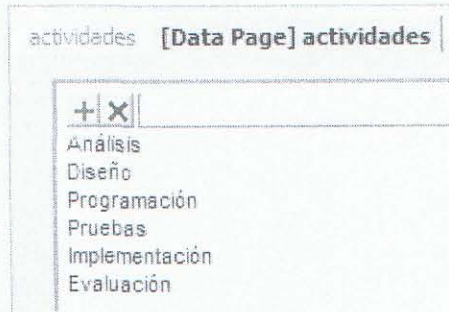 actividades [Data Page] actividades
Análisis
Diseño
Programación
Pruebas
Implementación
Evaluación